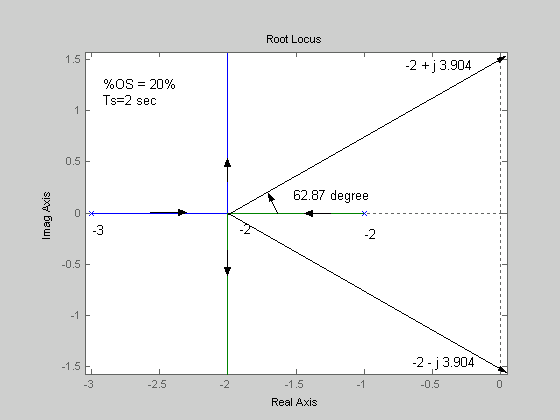 Root Locus
1.5
1
0.5
0
-0.5
-1
-1.5
Imag Axis
%OS = 20%
Ts=2 sec
-2 + j 3.904
62.87 degree
-3
-2
-2
-2 - j 3.904
-3 -2.5 -2 -1.5 -1 -0.5 0
Real Axis